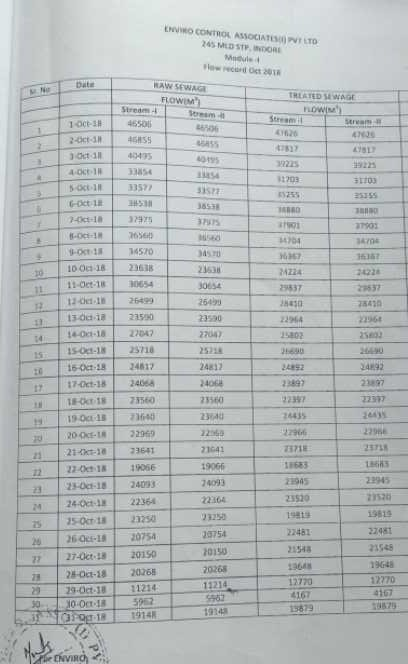 ENVIRO CONTROL ASSOCIATES(I) PVT LTD
245 MLD STP, INDORE
Module -I
Flow record Oct 2018
Sr. No Date RAW SEWAGE TREATED SEWAGE
FLOW(M³) FLOW(M³)
Stream -I Stream -II Stream -I Stream -II
1 1-Oct-18 46506 46506 47626 47626
2 2-Oct-18 46855 46855 47817 47817
3 3-Oct-18 40495 40495 39225 39225
4 4-Oct-18 33854 33854 31703 31703
5 5-Oct-18 33577 33577 35255 35255
6 6-Oct-18 38538 38538 38880 38880
7 7-Oct-18 37975 37975 37901 37901
8 8-Oct-18 36560 36560 34704 34704
9 9-Oct-18 34570 34570 36367 36367
10 10-Oct-18 23638 23638 24224 24224
11 11-Oct-18 30654 30654 29837 29837
12 12-Oct-18 26499 26499 28410 28410
13 13-Oct-18 23590 23590 22964 22964
14 14-Oct-18 27047 27047 25802 25802
15 15-Oct-18 25718 25718 26690 26690
16 16-Oct-18 24817 24817 24892 24892
17 17-Oct-18 24068 24068 23897 23897
18 18-Oct-18 23560 23560 22397 22397
19 19-Oct-18 23640 23640 24435 24435
20 20-Oct-18 22969 22969 22966 22966
21 21-Oct-18 23641 23641 23718 23718
22 22-Oct-18 19066 19066 18683 18683
23 23-Oct-18 24093 24093 23945 23945
24 24-Oct-18 22364 22364 23520 23520
25 25-Oct-18 23250 23250 19819 19819
26 26-Oct-18 20754 20754 22481 22481
27 27-Oct-18 20150 20150 21548 21548
28 28-Oct-18 20268 20268 19648 19648
29 29-Oct-18 11214 11214 12770 12770
30 30-Oct-18 5962 5962 4167 4167
31 31-Oct-18 19148 19148 19879 19879
For ENVIRO